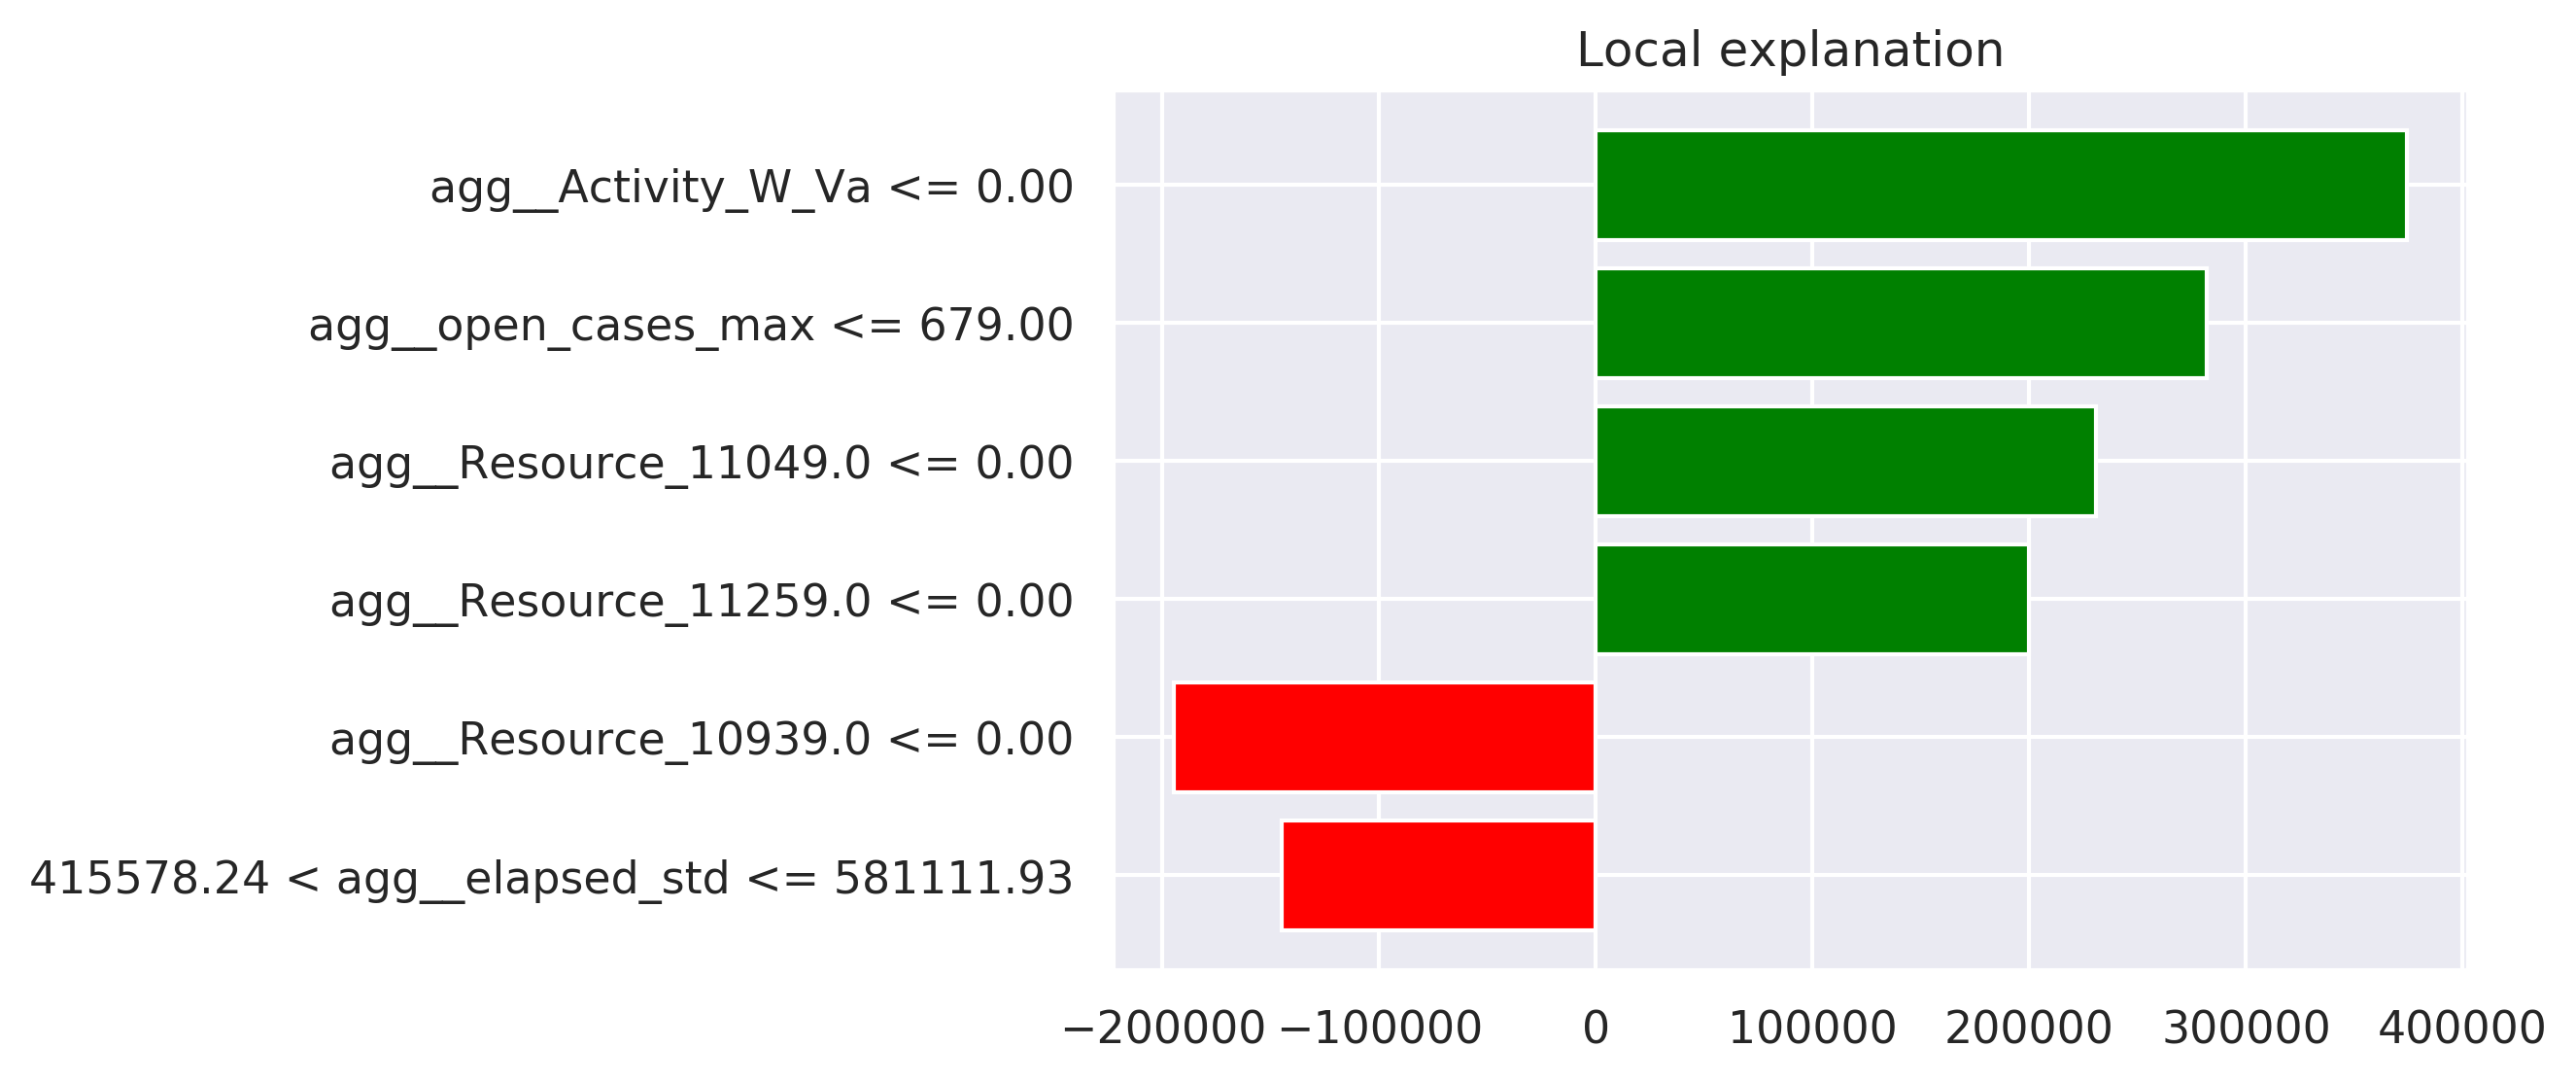 Local explanation
agg__Activity_W_Va <= 0.00
agg__open_cases_max <= 679.00
agg__Resource_11049.0 <= 0.00
agg__Resource_11259.0 <= 0.00
agg__Resource_10939.0 <= 0.00
415578.24 < agg__elapsed_std <= 581111.93
−200000 −100000 0 100000 200000 300000 400000